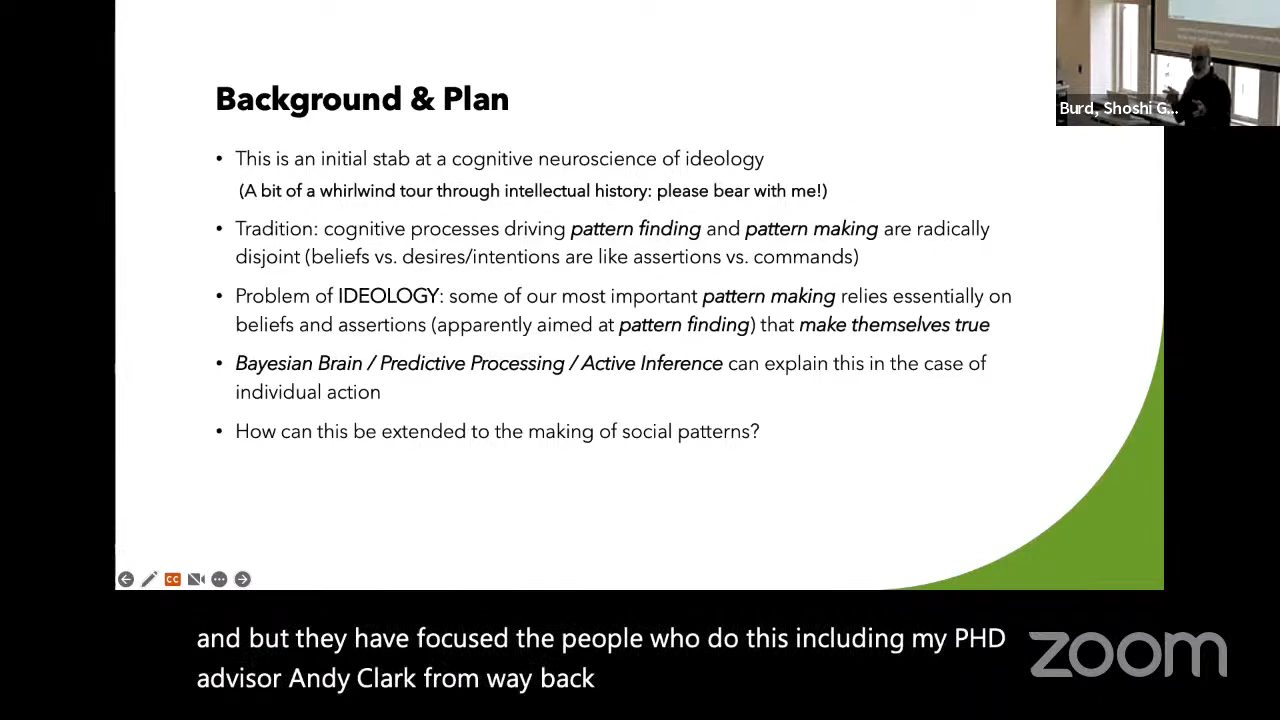 Background & Plan
• This is an initial stab at a cognitive neuroscience of ideology
(A bit of a whirlwind tour through intellectual history: please bear with me!)
• Tradition: cognitive processes driving pattern finding and pattern making are radically
disjoint (beliefs vs. desires/intentions are like assertions vs. commands)
• Problem of IDEOLOGY: some of our most important pattern making relies essentially on
beliefs and assertions (apparently aimed at pattern finding) that make themselves true
• Bayesian Brain / Predictive Processing / Active Inference can explain this in the case of
individual action
• How can this be extended to the making of social patterns?
Burd, Shoshi G...
CC
and but they have focused the people who do this including my PHD
advisor Andy Clark from way back
zoom